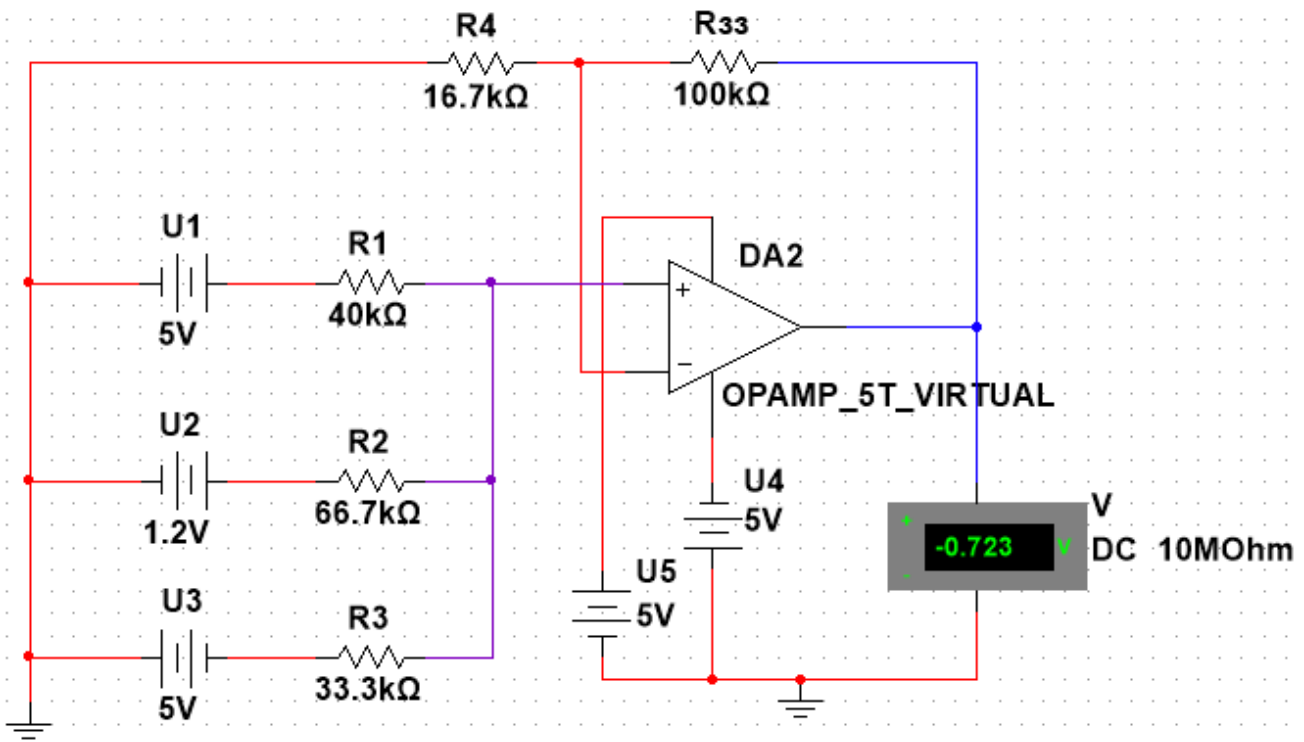 R4
16.7kΩ
R33
100kΩ
U1
5V
R1
40kΩ
+
−
DA2
OPAMP_5T_VIRTUAL
U2
1.2V
R2
66.7kΩ
U4
5V
V
+
-0.723 V
-
DC 10MOhm
U5
5V
U3
5V
R3
33.3kΩ